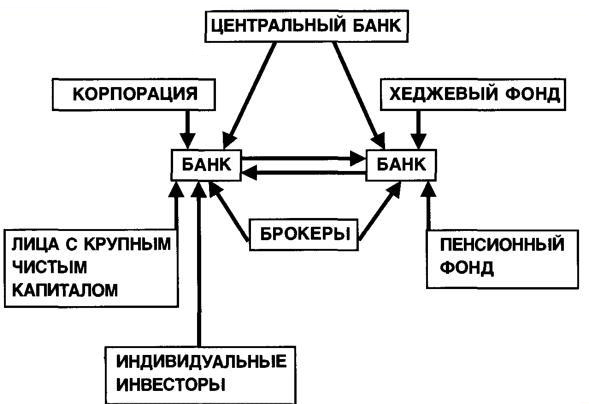 ЦЕНТРАЛЬНЫЙ БАНК
КОРПОРАЦИЯ
ХЕДЖЕВЫЙ ФОНД
БАНК
БАНК
БРОКЕРЫ
ЛИЦА С КРУПНЫМ
ЧИСТЫМ
КАПИТАЛОМ
ПЕНСИОННЫЙ
ФОНД
ИНДИВИДУАЛЬНЫЕ
ИНВЕСТОРЫ